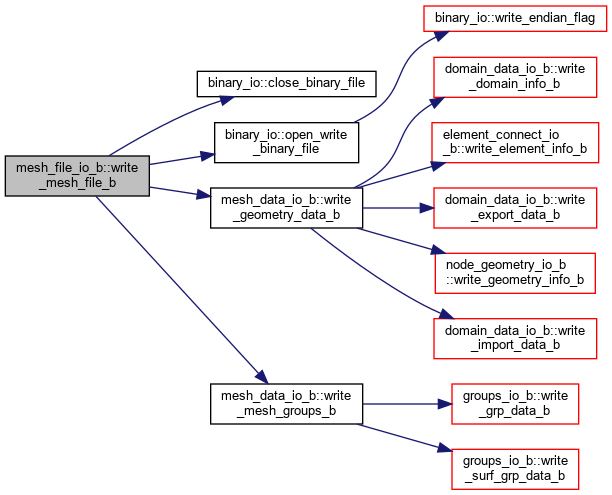 binary_io::write_endian_flag
domain_data_io_b::write
_domain_info_b
binary_io::close_binary_file
binary_io::open_write
_binary_file
element_connect_io
_b::write_element_info_b
mesh_file_io_b::write
_mesh_file_b
mesh_data_io_b::write
_geometry_data_b
domain_data_io_b::write
_export_data_b
node_geometry_io_b
::write_geometry_info_b
domain_data_io_b::write
_import_data_b
mesh_data_io_b::write
_mesh_groups_b
groups_io_b::write
_grp_data_b
groups_io_b::write
_surf_grp_data_b